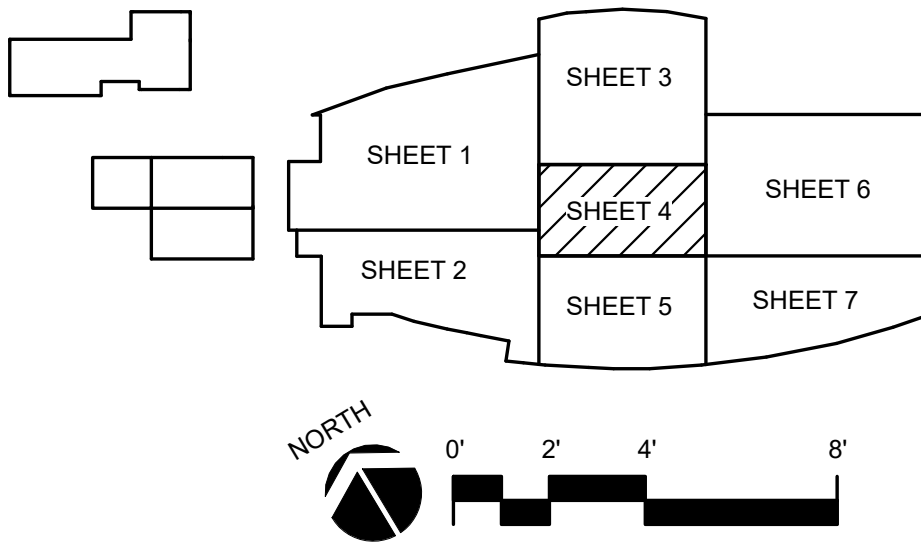 SHEET 3
SHEET 1
SHEET 6
SHEET 4
SHEET 2
SHEET 5
SHEET 7
NORTH
0' 2' 4' 8'